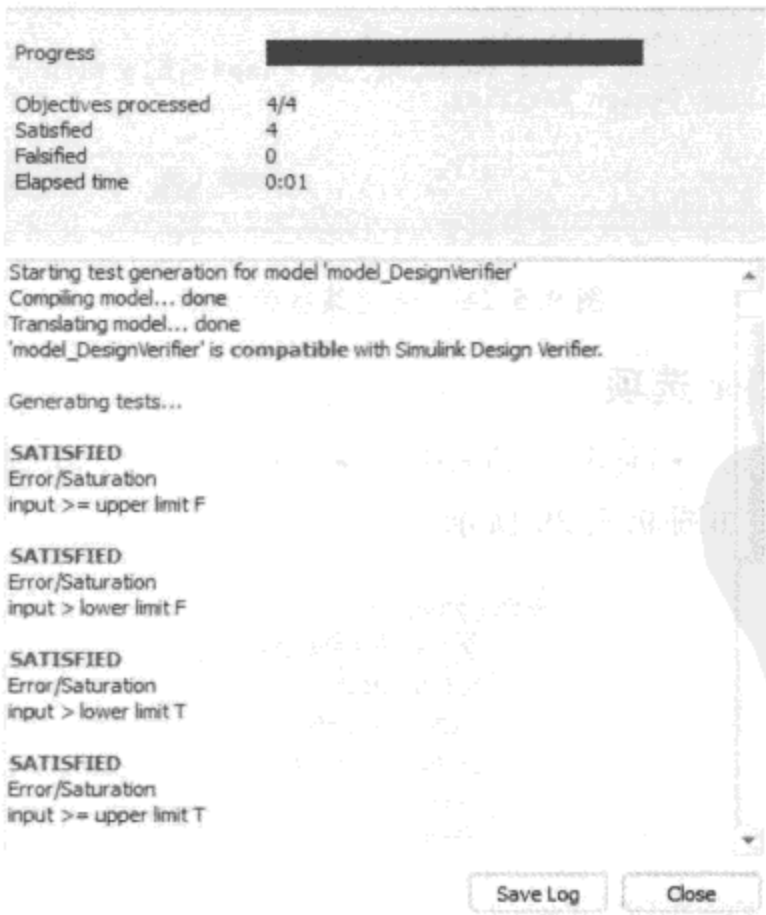 Progress
Objectives processed 4/4
Satisfied 4
Falsified 0
Elapsed time 0:01
Starting test generation for model 'model_DesignVerifier'
Compiling model... done
Translating model... done
'model_DesignVerifier' is compatible with Simulink Design Verifier.
Generating tests...
SATISFIED
Error/Saturation
input >= upper limit F
SATISFIED
Error/Saturation
input > lower limit F
SATISFIED
Error/Saturation
input > lower limit T
SATISFIED
Error/Saturation
input >= upper limit T
Save Log Close